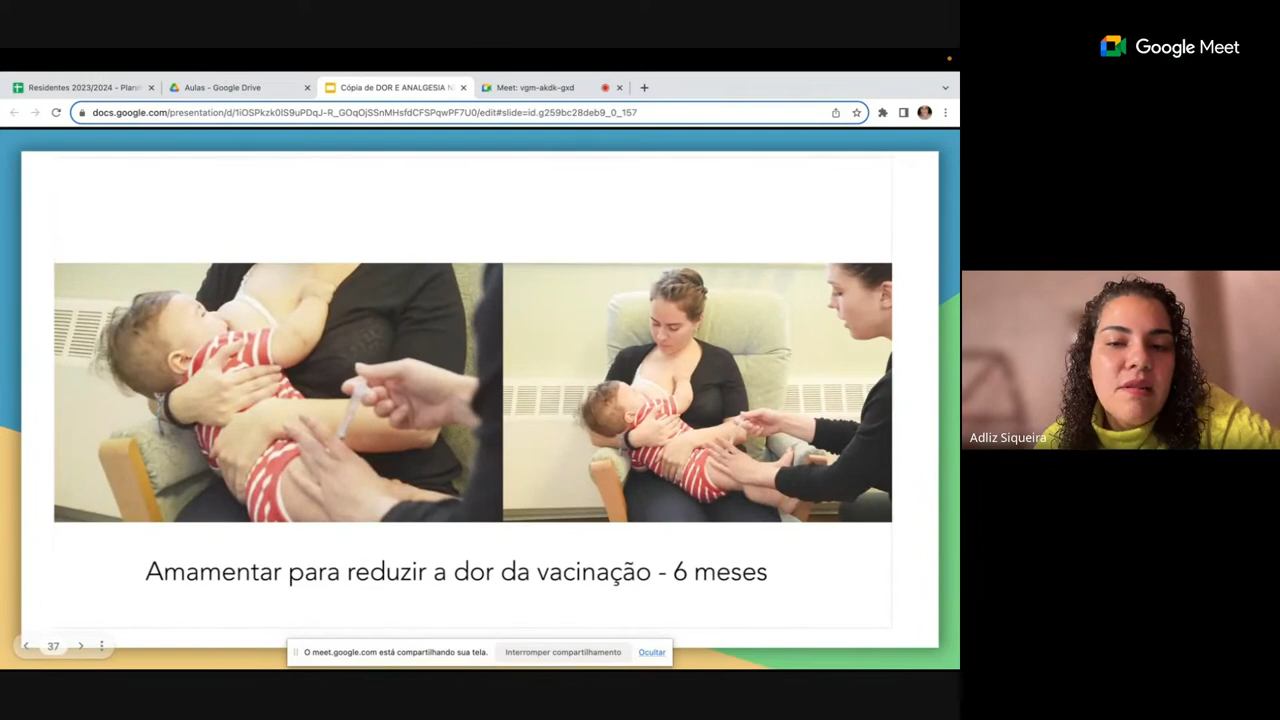 Google Meet
Residentes 2023/2024 - Planil
Aulas - Google Drive
Cópia de DOR E ANALGESIA N
Meet: vgm-akdk-gxd
docs.google.com/presentation/d/1iOSPkzk0lS9uPDqJ-R_GOqOjSSnMHsfdCFSPqwPF7U0/edit#slide=id.g259bc28deb9_0_157
Adliz Siqueira
Amamentar para reduzir a dor da vacinação - 6 meses
37
O meet.google.com está compartilhando sua tela.
Interromper compartilhamento
Ocultar